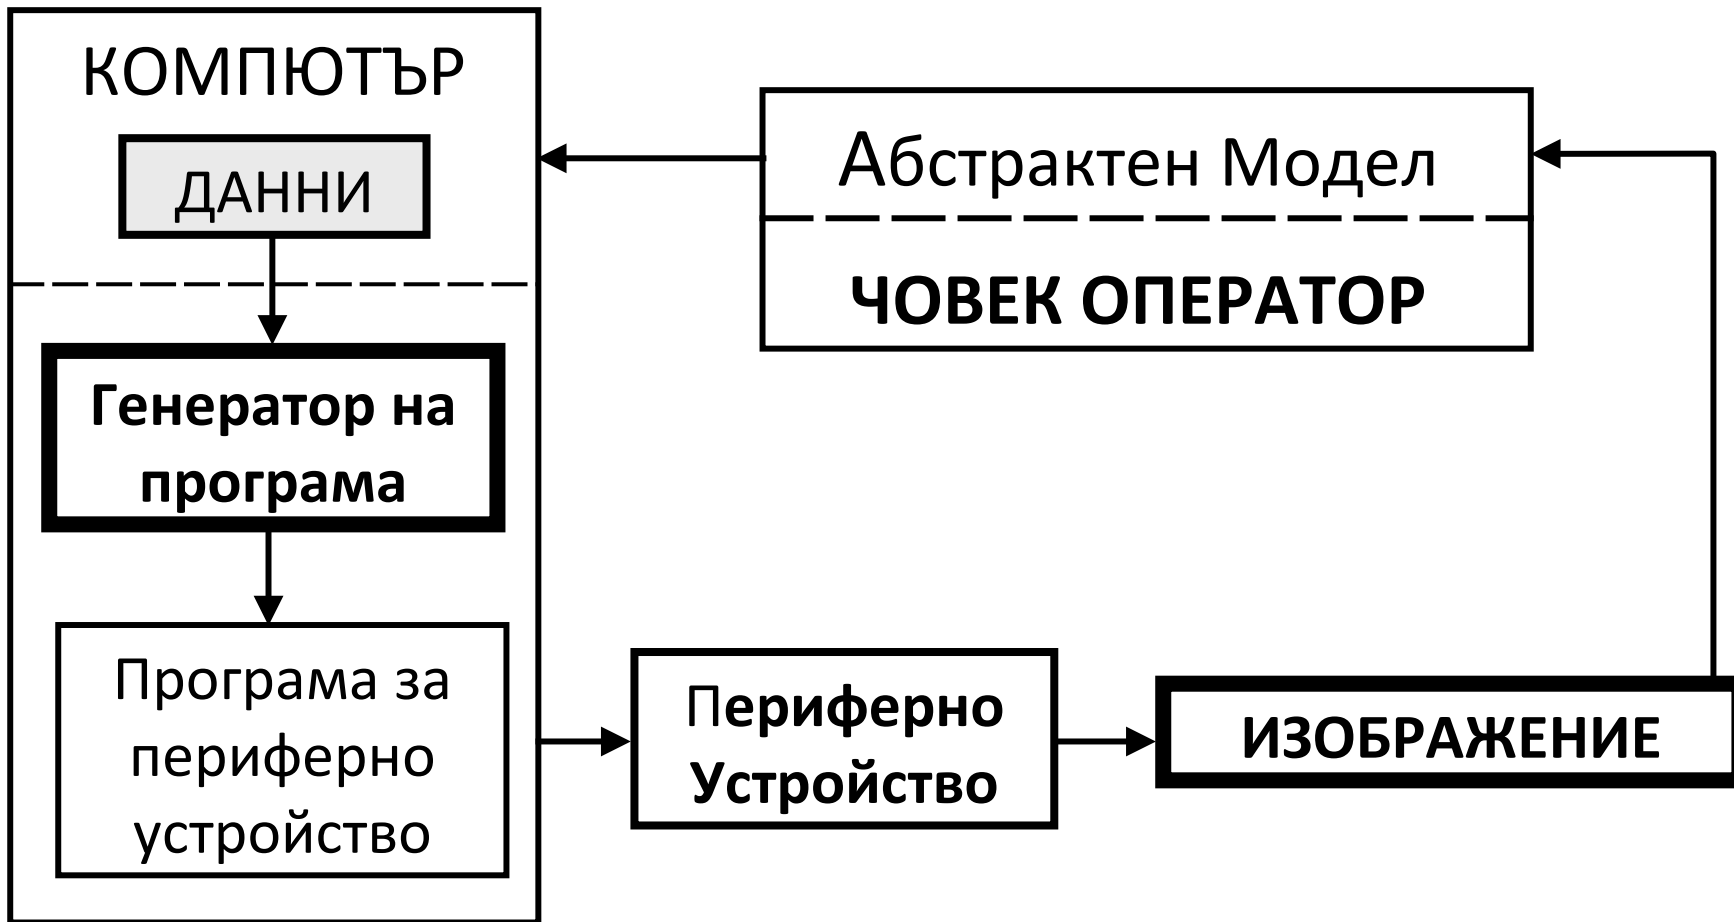 КОМПЮТЪР
ДАННИ
Генератор на
програма
Програма за
периферно
устройство
Абстрактен Модел
ЧОВЕК ОПЕРАТОР
Периферно
Устройство
ИЗОБРАЖЕНИЕ